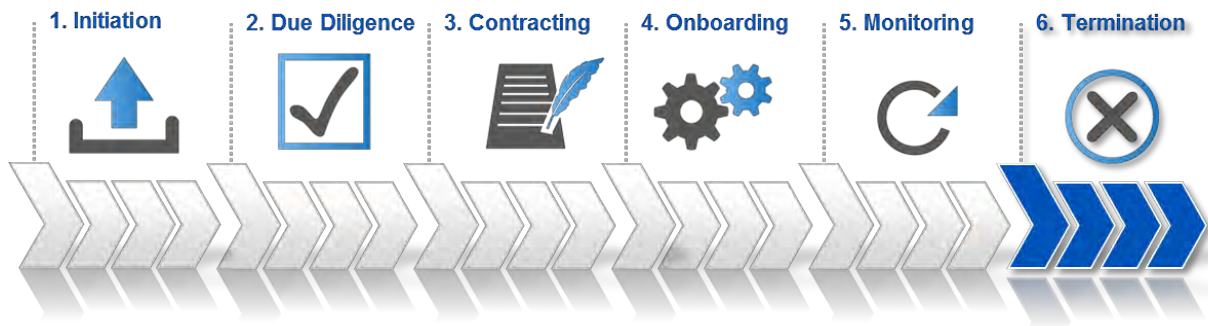 1. Initiation
2. Due Diligence
3. Contracting
4. Onboarding
5. Monitoring
6. Termination